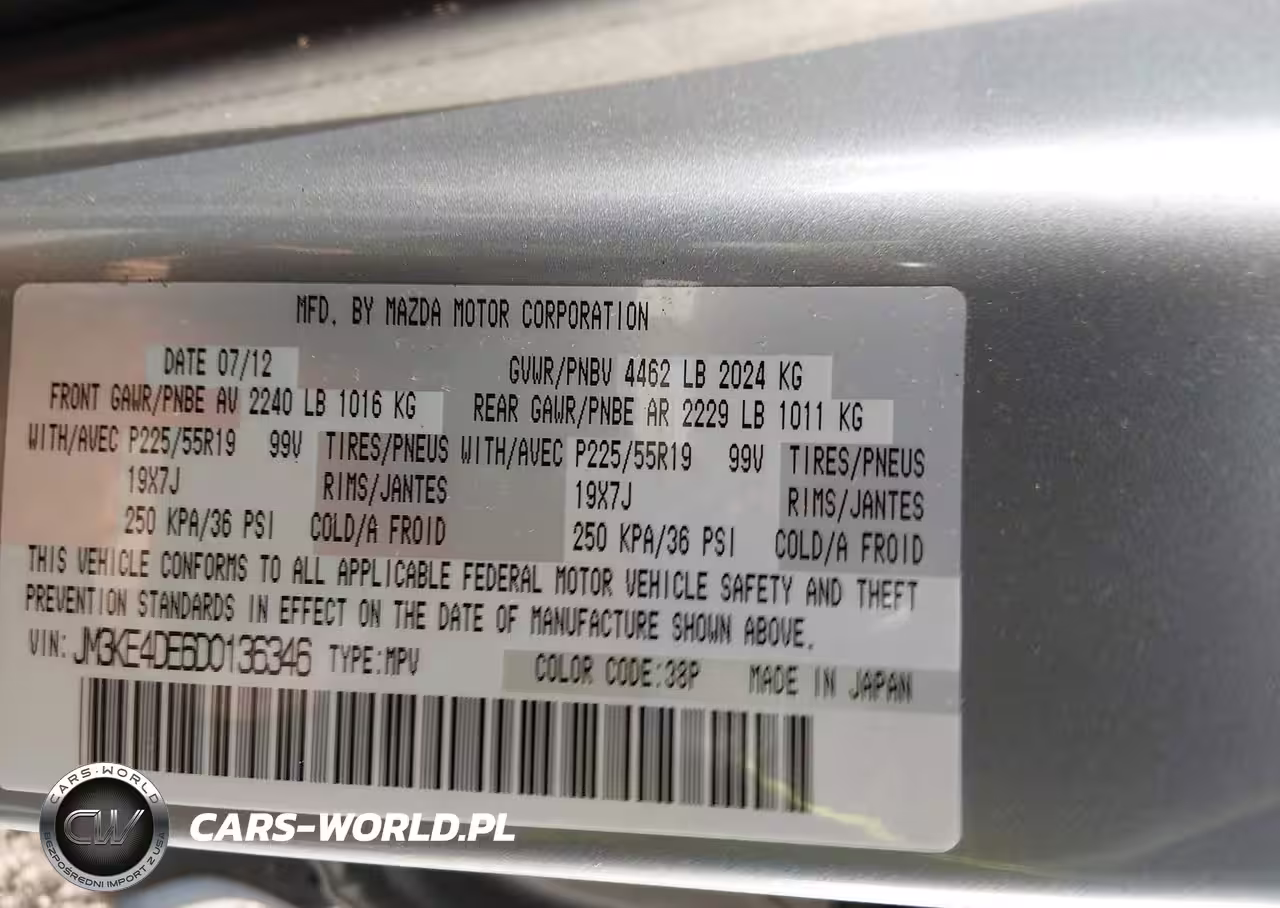 MFD. BY MAZDA MOTOR CORPORATION
DATE 07/12 GVWR/PNBV 4462 LB 2024 KG
FRONT GAWR/PNBE AV 2240 LB 1016 KG REAR GAWR/PNBE AR 2229 LB 1011 KG
WITH/AVEC P225/55R19 99V TIRES/PNEUS WITH/AVEC P225/55R19 99V TIRES/PNEUS
19X7J RIMS/JANTES 19X7J RIMS/JANTES
250 KPA/36 PSI COLD/A FROID 250 KPA/36 PSI COLD/A FROID
THIS VEHICLE CONFORMS TO ALL APPLICABLE FEDERAL MOTOR VEHICLE SAFETY AND THEFT
PREVENTION STANDARDS IN EFFECT ON THE DATE OF MANUFACTURE SHOWN ABOVE.
VIN: JM3KE4DE6D0136346 TYPE:MPV COLOR CODE:38P MADE IN JAPAN
CARS-WORLD
CW
BEZPOŚREDNI IMPORT Z USA
CARS-WORLD.PL